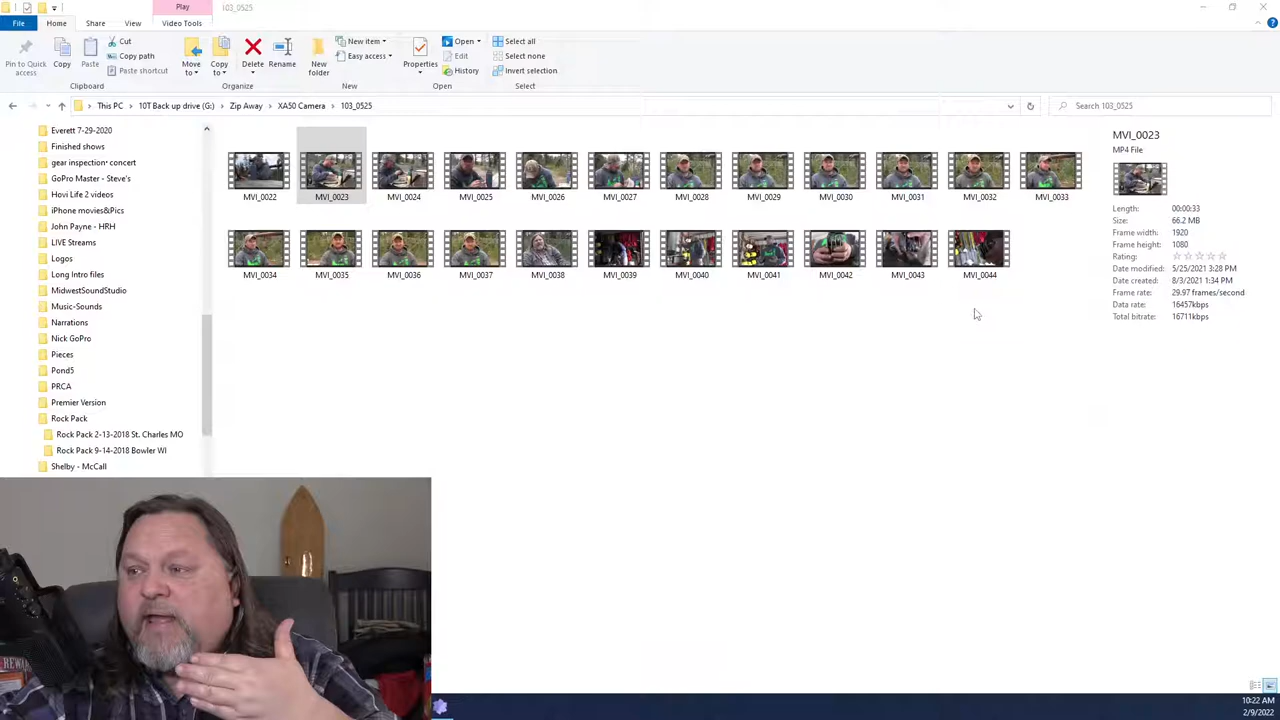 Play
103_0525
File
Home
Share
View
Video Tools
Pin to Quick access
Copy
Paste
Cut
Copy path
Paste shortcut
Clipboard
Move to
Copy to
Delete
Rename
Organize
New folder
New item
Easy access
New
Properties
Open
Edit
History
Open
Select all
Select none
Invert selection
Select
This PC > 10T Back up drive (G:) > Zip Away > XA50 Camera > 103_0525
Search 103_0525
Everett 7-29-2020
Finished shows
gear inspection· concert
GoPro Master - Steve's
Hovi Life 2 videos
iPhone movies&Pics
John Payne - HRH
LIVE Streams
Logos
Long Intro files
MidwestSoundStudio
Music-Sounds
Narrations
Nick GoPro
Pieces
Pond5
PRCA
Premier Version
Rock Pack
Rock Pack 2-13-2018 St. Charles MO
Rock Pack 9-14-2018 Bowler WI
Shelby - McCall
MVI_0022 MVI_0023 MVI_0024 MVI_0025 MVI_0026 MVI_0027 MVI_0028 MVI_0029 MVI_0030 MVI_0031 MVI_0032 MVI_0033
MVI_0034 MVI_0035 MVI_0036 MVI_0037 MVI_0038 MVI_0039 MVI_0040 MVI_0041 MVI_0042 MVI_0043 MVI_0044
MVI_0023
MP4 File
Length: 00:00:33
Size: 66.2 MB
Frame width: 1920
Frame height: 1080
Rating:
Date modified: 5/25/2021 3:28 PM
Date created: 8/3/2021 1:34 PM
Frame rate: 29.97 frames/second
Data rate: 16457kbps
Total bitrate: 16711kbps
10:22 AM
2/9/2022